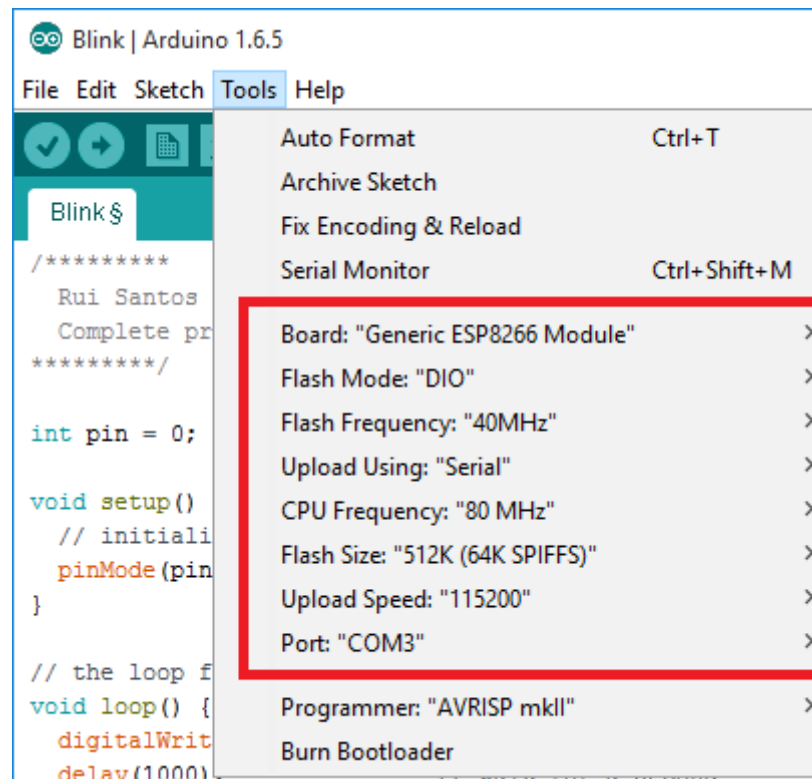 Blink | Arduino 1.6.5
File Edit Sketch Tools Help
Auto Format Ctrl+T
Archive Sketch
Fix Encoding & Reload
Serial Monitor Ctrl+Shift+M
Board: "Generic ESP8266 Module"
Flash Mode: "DIO"
Flash Frequency: "40MHz"
Upload Using: "Serial"
CPU Frequency: "80 MHz"
Flash Size: "512K (64K SPIFFS)"
Upload Speed: "115200"
Port: "COM3"
Programmer: "AVRISP mkII"
Burn Bootloader
Blink§
/*********
Rui Santos
Complete pr
*********/
int pin = 0;
void setup()
// initiali
pinMode(pin
}
// the loop f
void loop() {
digitalWrit
delay(1000);